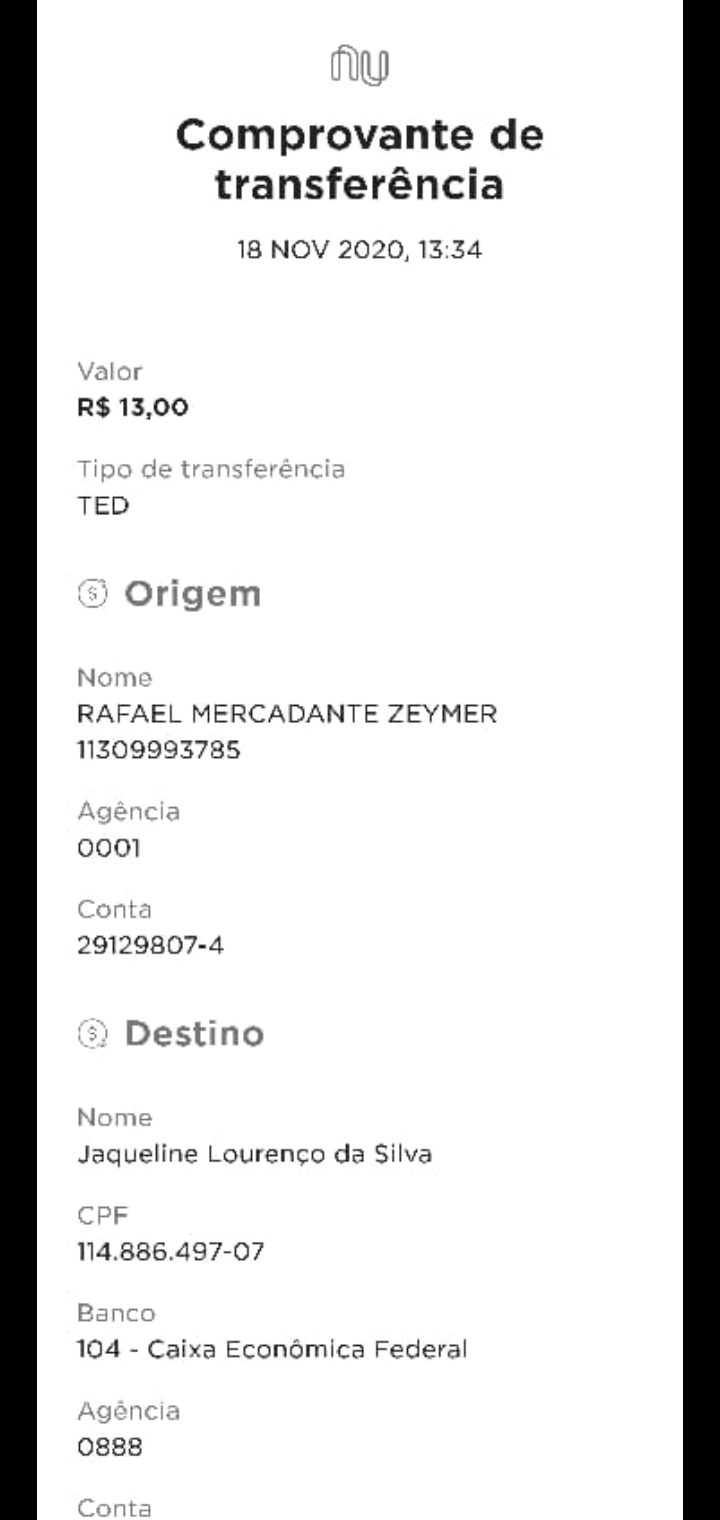 nu
Comprovante de
transferência
18 NOV 2020, 13:34
Valor
R$ 13,00
Tipo de transferência
TED
Origem
Nome
RAFAEL MERCADANTE ZEYMER
11309993785
Agência
0001
Conta
29129807-4
Destino
Nome
Jaqueline Lourenço da Silva
CPF
114.886.497-07
Banco
104 - Caixa Econômica Federal
Agência
0888
Conta